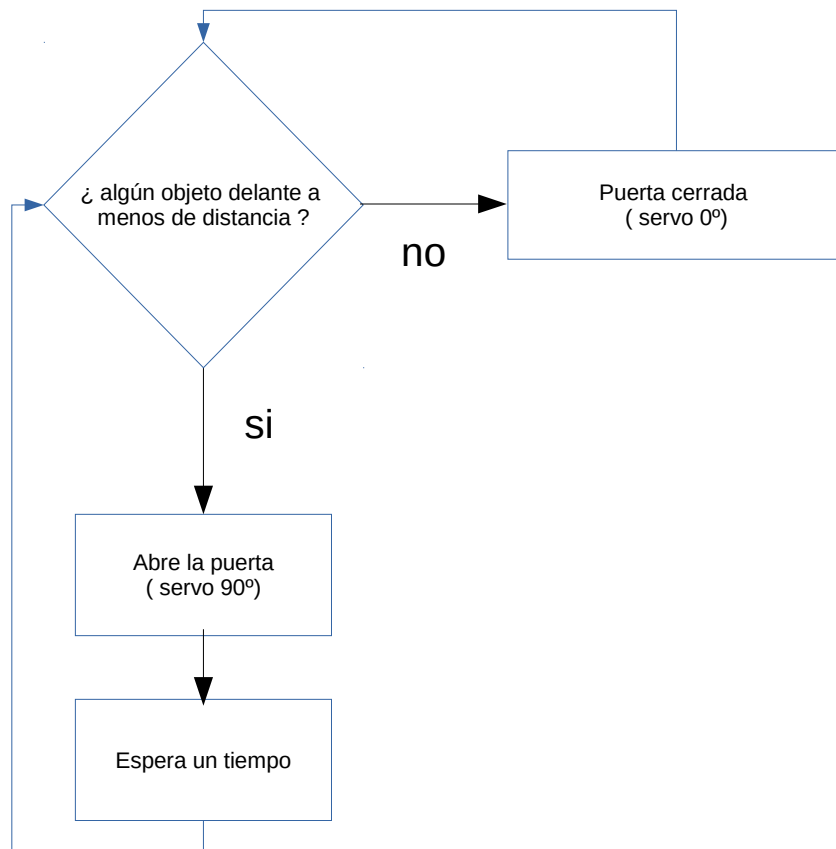 ¿ algún objeto delante a
menos de distancia ?
no
Puerta cerrada
( servo 0º)
si
Abre la puerta
( servo 90º)
Espera un tiempo